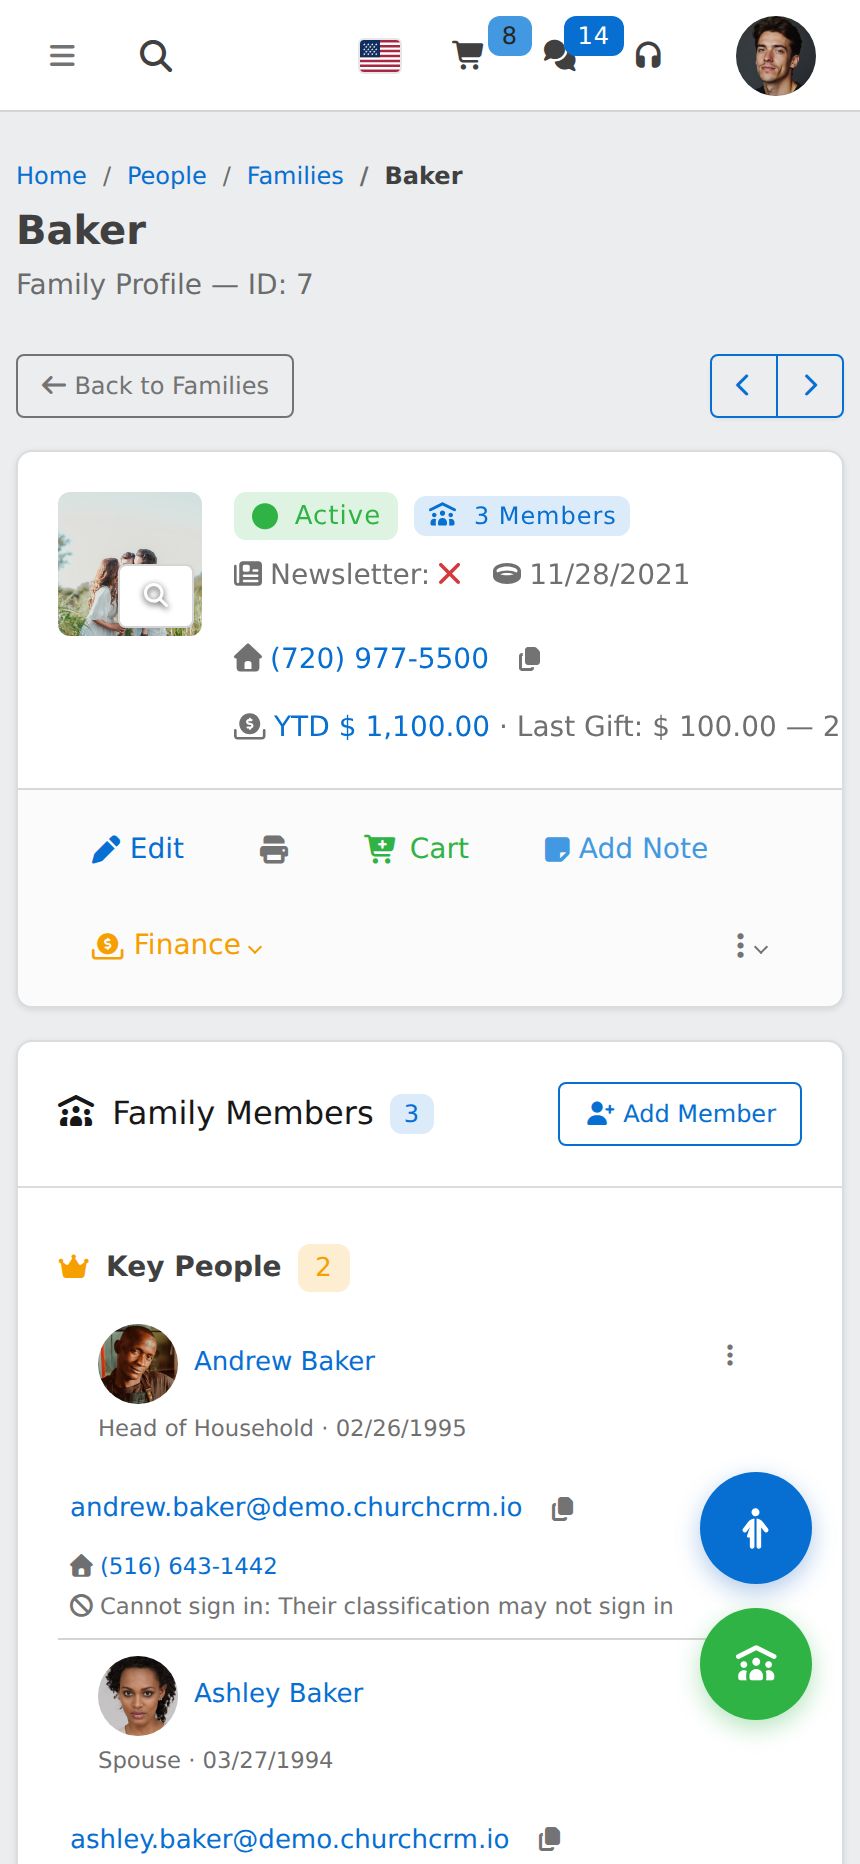 8 14
Home / People / Families / Baker
Baker
Family Profile — ID: 7
Back to Families
Active 3 Members
Newsletter: 11/28/2021
(720) 977-5500
YTD $ 1,100.00 · Last Gift: $ 100.00 — 2
Edit Cart Add Note
Finance
Family Members 3 Add Member
Key People 2
Andrew Baker
Head of Household · 02/26/1995
andrew.baker@demo.churchcrm.io
(516) 643-1442
Cannot sign in: Their classification may not sign in
Ashley Baker
Spouse · 03/27/1994
ashley.baker@demo.churchcrm.io